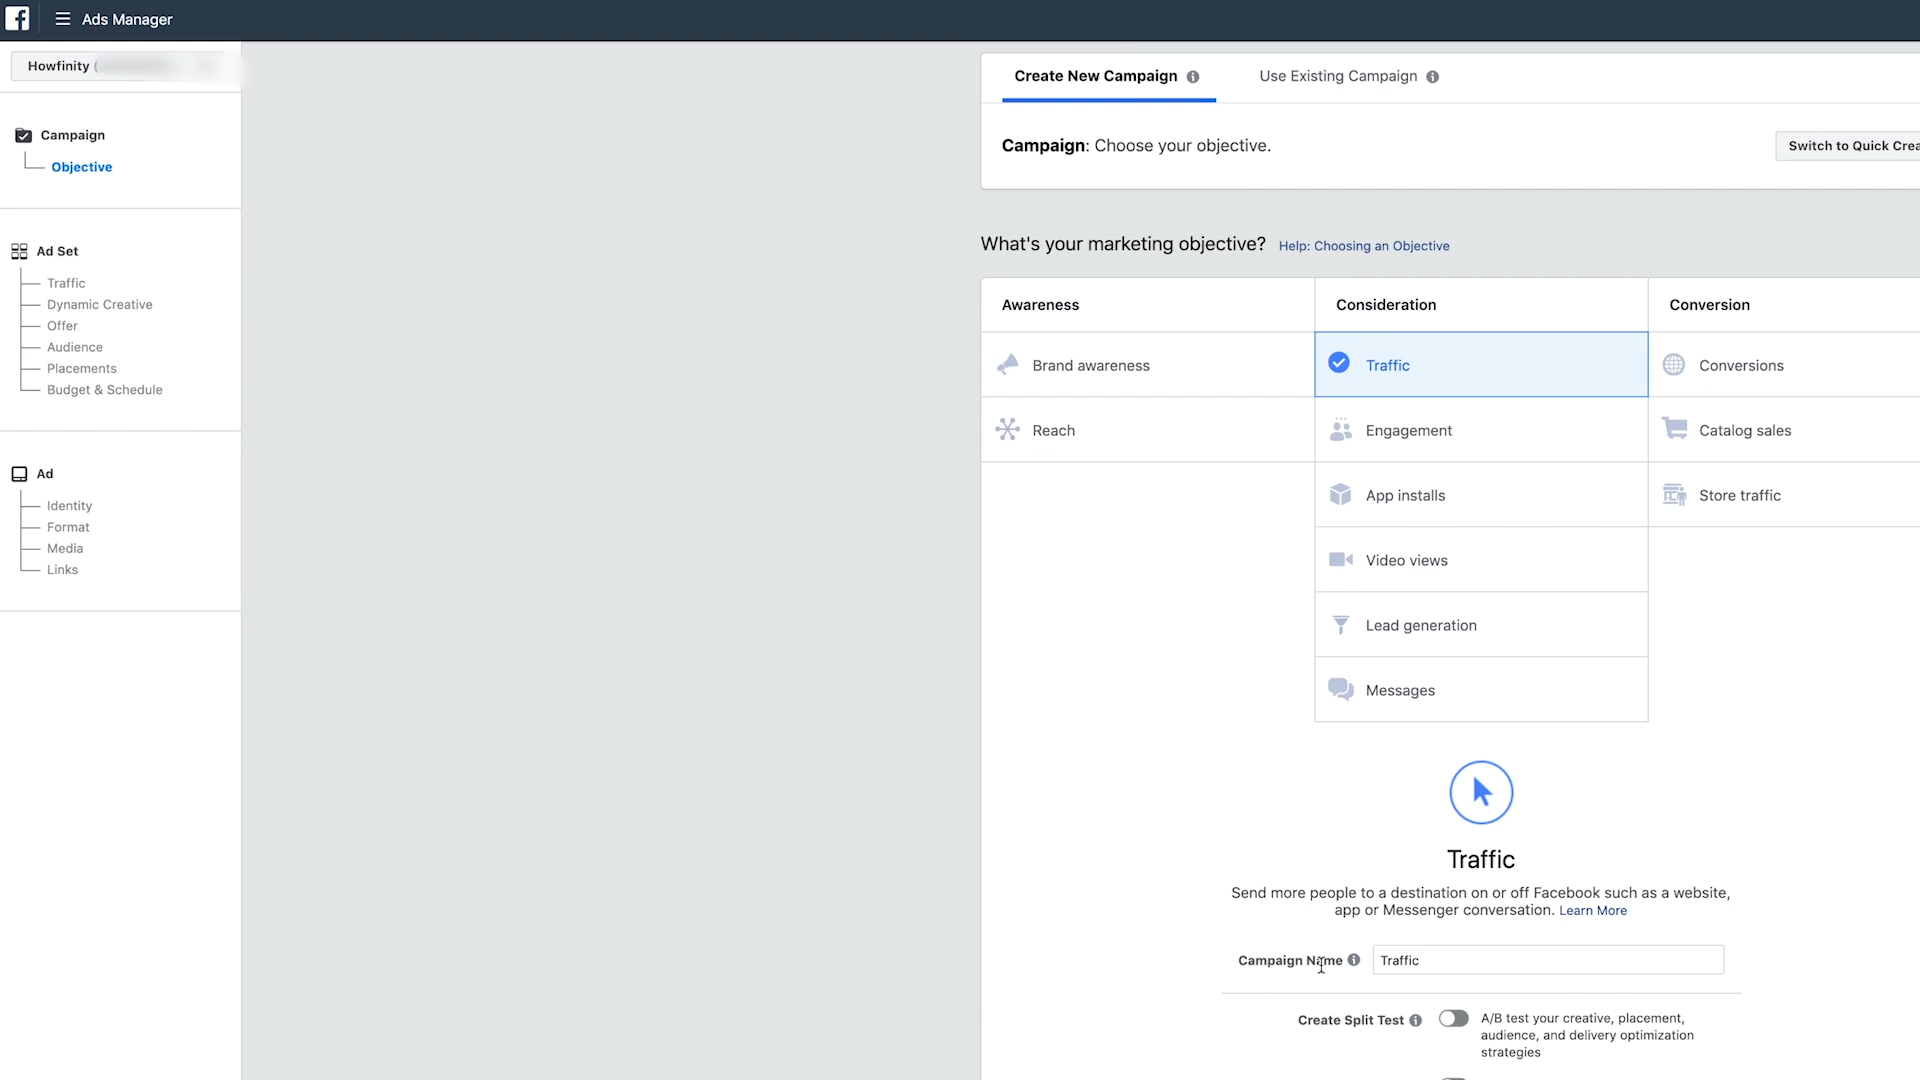 Ads Manager
Howfinity (
Campaign
Objective
Ad Set
Traffic
Dynamic Creative
Offer
Audience
Placements
Budget & Schedule
Ad
Identity
Format
Media
Links
Create New Campaign
Use Existing Campaign
Campaign: Choose your objective.
Switch to Quick Crea
What's your marketing objective? Help: Choosing an Objective
Awareness
Consideration
Conversion
Brand awareness
Traffic
Conversions
Reach
Engagement
Catalog sales
App installs
Store traffic
Video views
Lead generation
Messages
Traffic
Send more people to a destination on or off Facebook such as a website,
app or Messenger conversation. Learn More
Campaign Name
Traffic
Create Split Test
A/B test your creative, placement,
audience, and delivery optimization
strategies